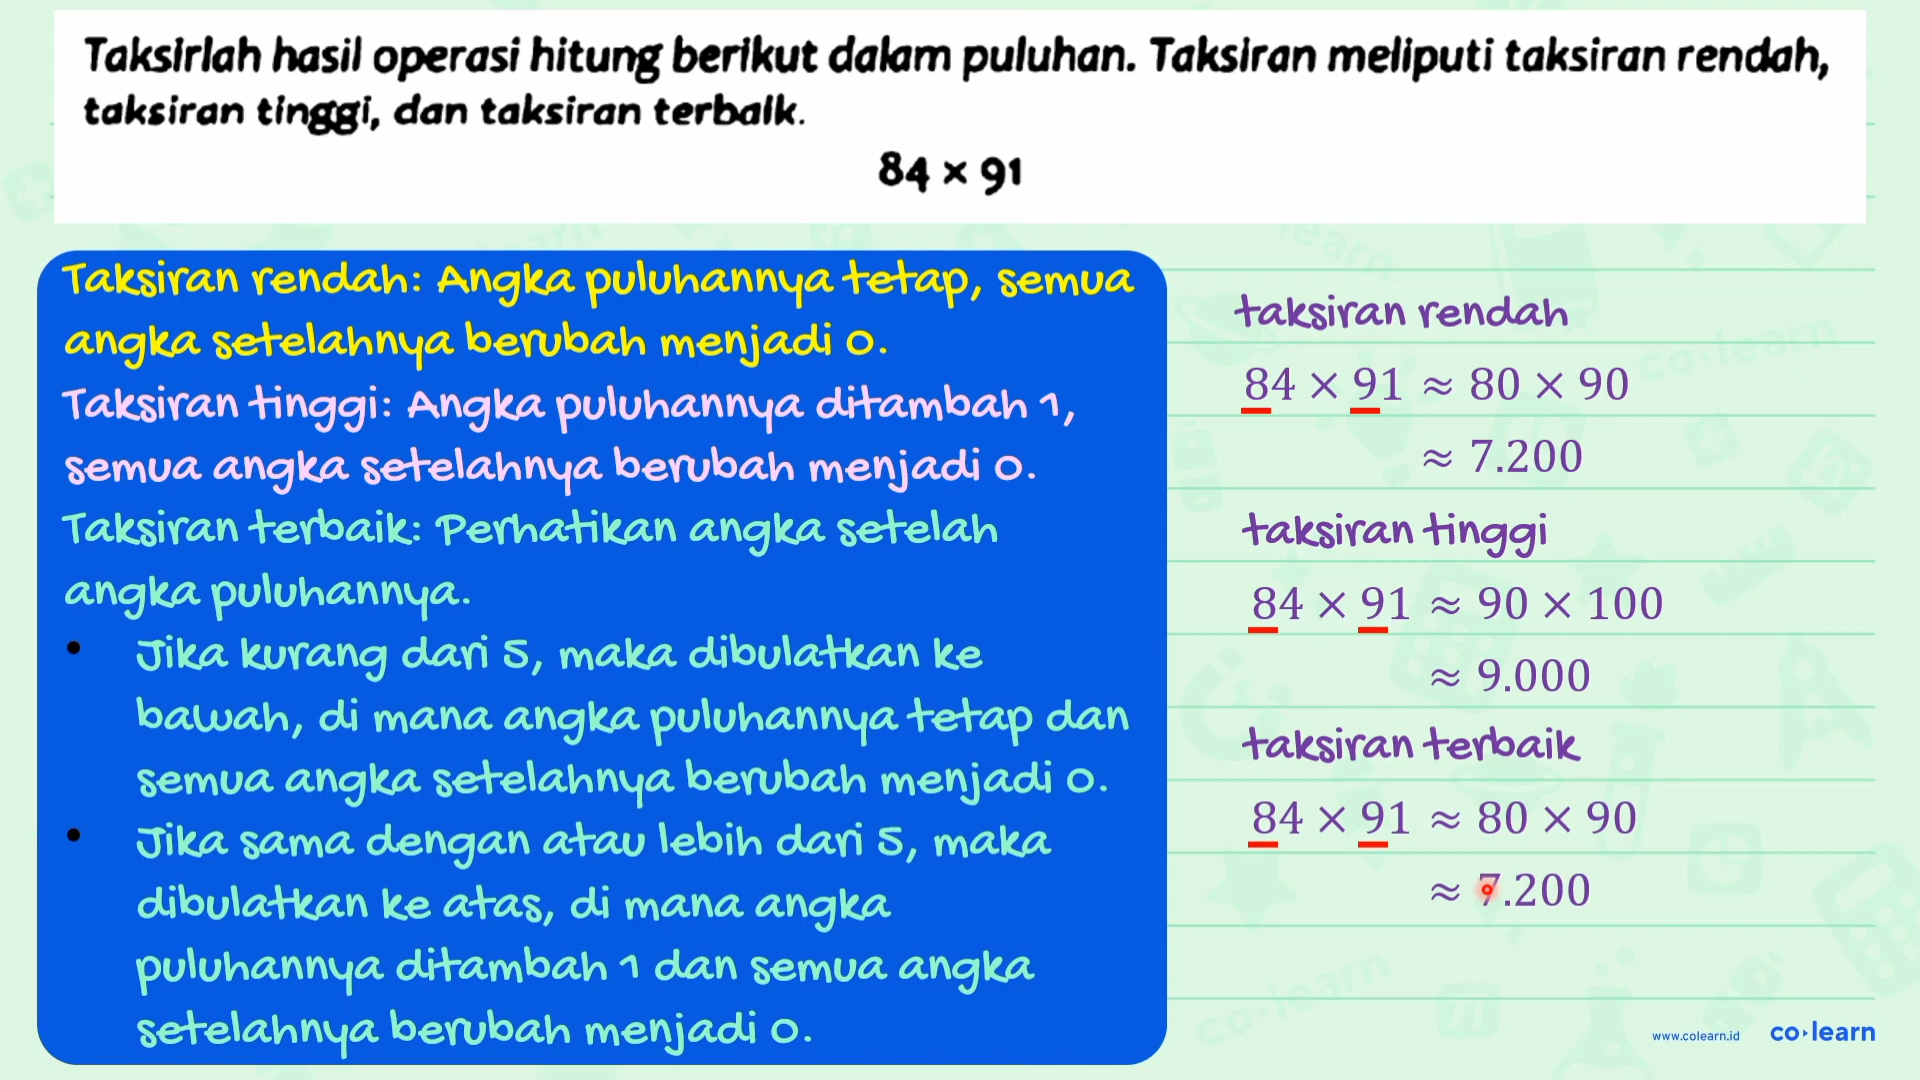 Taksirlah hasil operasi hitung berikut dalam puluhan. Taksiran meliputi taksiran rendah,
taksiran tinggi, dan taksiran terbaik.
84 × 91
Taksiran rendah: Angka puluhannya tetap, semua
angka setelahnya berubah menjadi 0.
Taksiran tinggi: Angka puluhannya ditambah 1,
semua angka setelahnya berubah menjadi 0.
Taksiran terbaik: Perhatikan angka setelah
angka puluhannya.
• Jika kurang dari 5, maka dibulatkan ke
bawah, di mana angka puluhannya tetap dan
semua angka setelahnya berubah menjadi 0.
• Jika sama dengan atau lebih dari 5, maka
dibulatkan ke atas, di mana angka
puluhannya ditambah 1 dan semua angka
setelahnya berubah menjadi 0.
taksiran rendah
84 × 91 ≈ 80 × 90
≈ 7.200
taksiran tinggi
84 × 91 ≈ 90 × 100
≈ 9.000
taksiran terbaik
84 × 91 ≈ 80 × 90
≈ 7.200
www.colearn.id co·learn